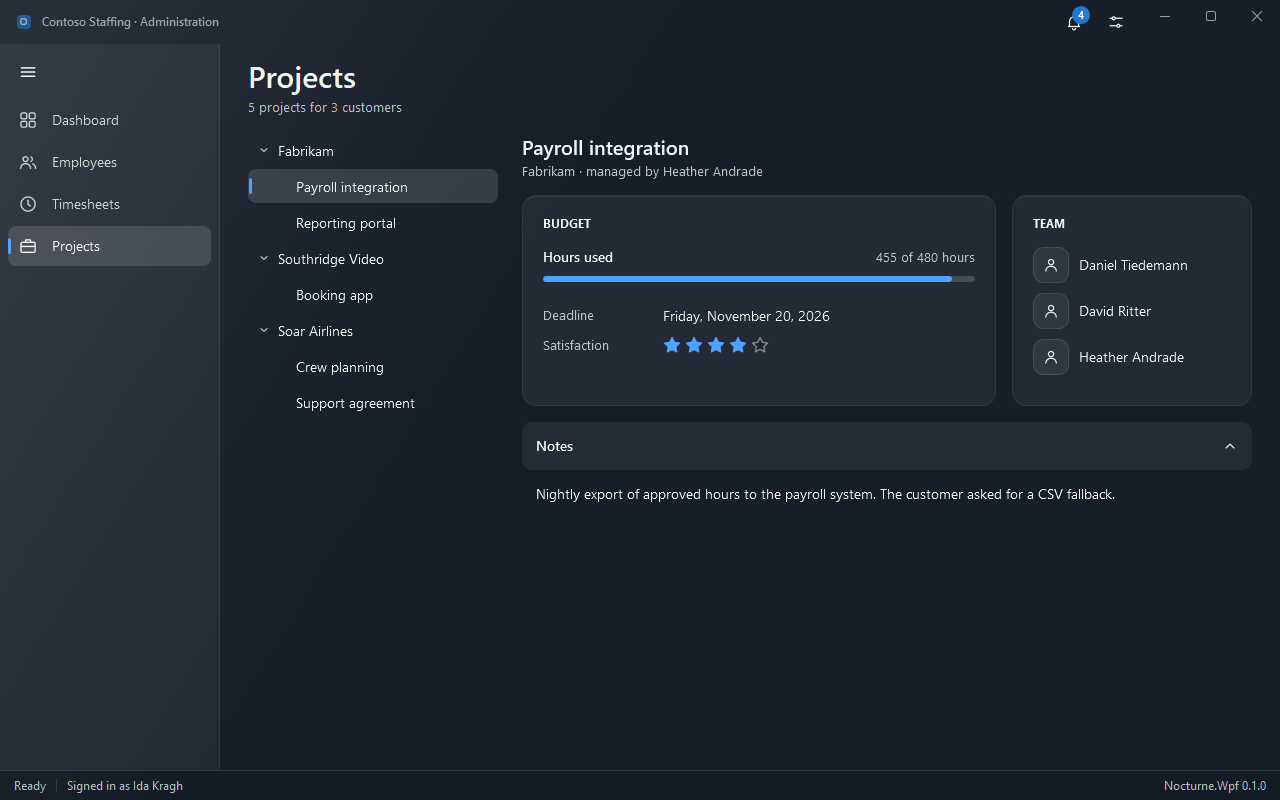 Contoso Staffing · Administration
4
Dashboard
Employees
Timesheets
Projects
Projects
5 projects for 3 customers
Fabrikam
Payroll integration
Reporting portal
Southridge Video
Booking app
Soar Airlines
Crew planning
Support agreement
Payroll integration
Fabrikam · managed by Heather Andrade
BUDGET
Hours used
455 of 480 hours
Deadline
Friday, November 20, 2026
Satisfaction
TEAM
Daniel Tiedemann
David Ritter
Heather Andrade
Notes
Nightly export of approved hours to the payroll system. The customer asked for a CSV fallback.
Ready
Signed in as Ida Kragh
Nocturne.Wpf 0.1.0